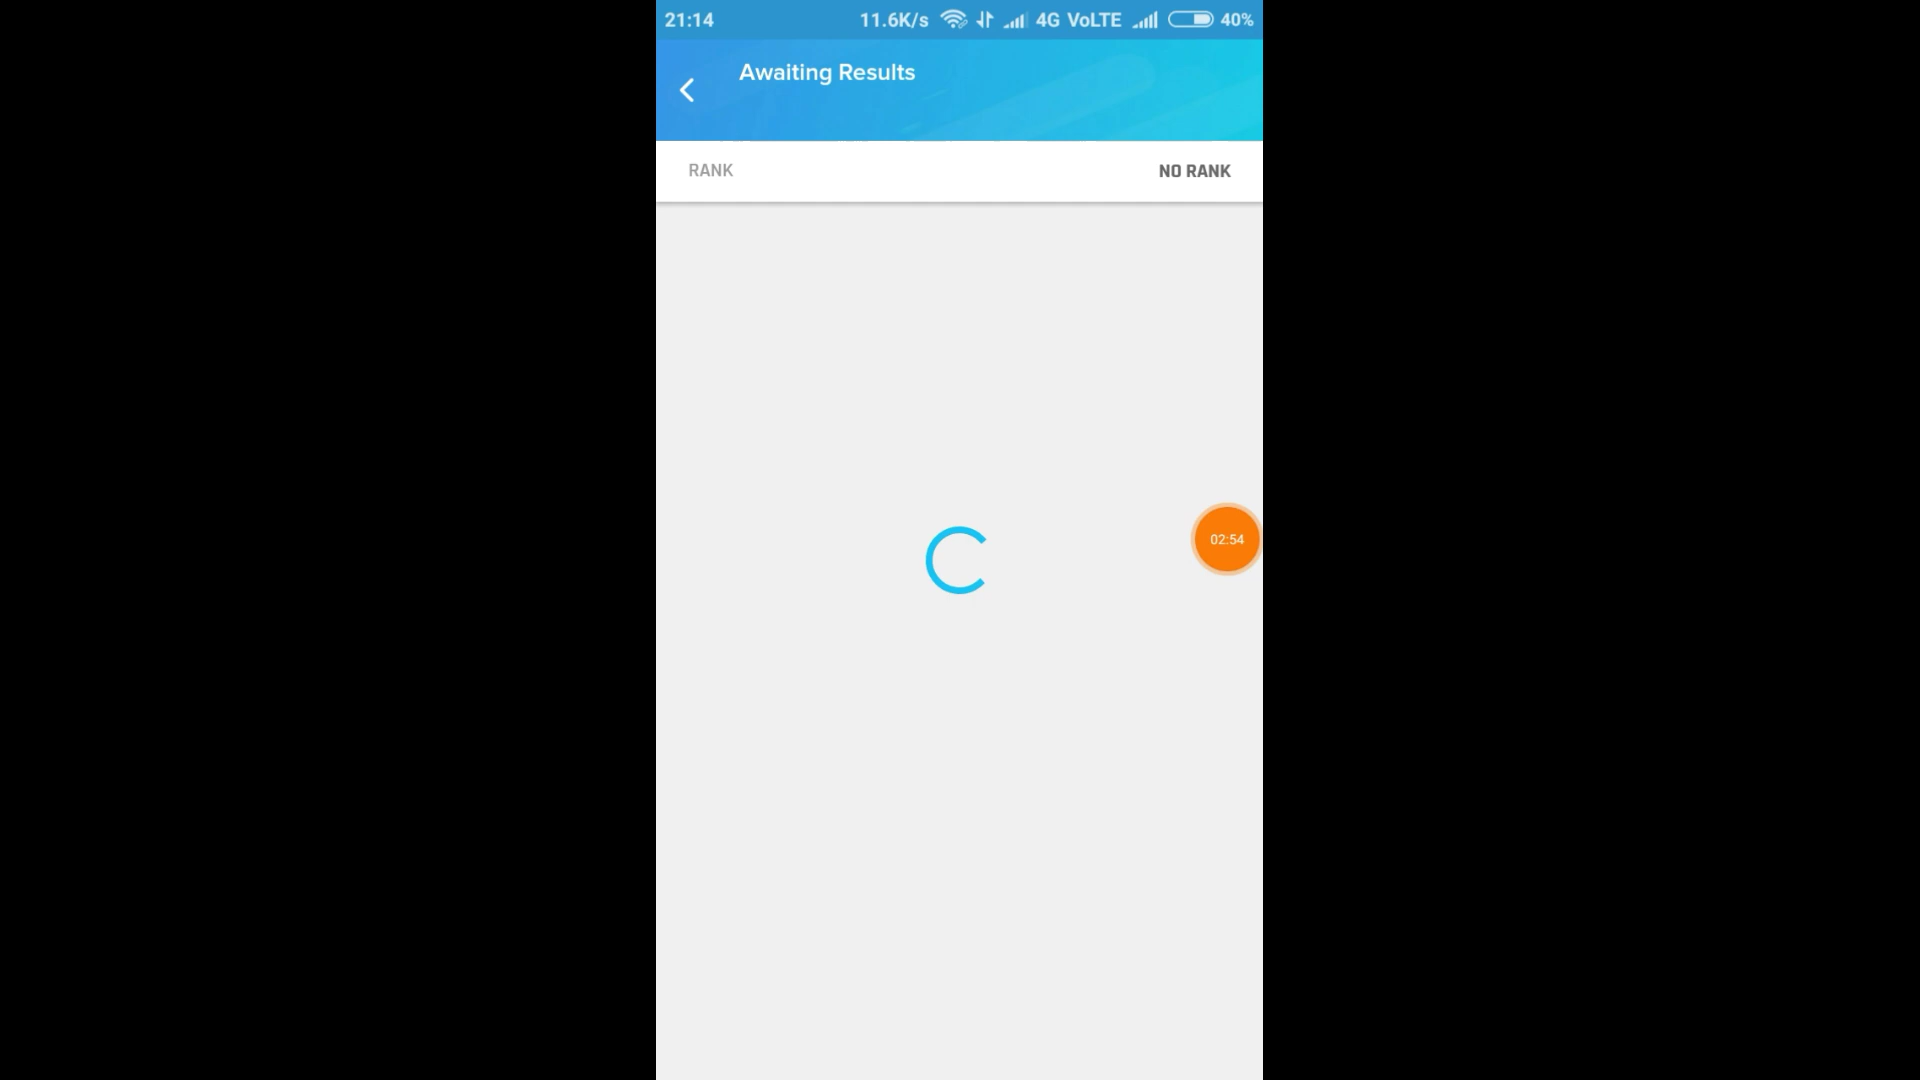 21:14 11.6K/s 4G VoLTE 40%
Awaiting Results
RANK NO RANK
02:54